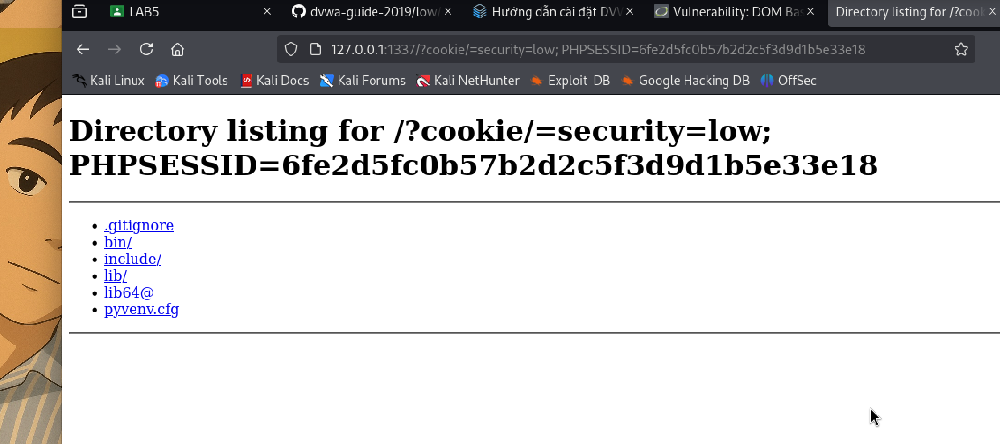 LAB5
dvwa-guide-2019/low/
Hướng dẫn cài đặt DVW
Vulnerability: DOM Bas
Directory listing for /?cook
127.0.0.1:1337/?cookie/=security=low; PHPSESSID=6fe2d5fc0b57b2d2c5f3d9d1b5e33e18
Kali Linux
Kali Tools
Kali Docs
Kali Forums
Kali NetHunter
Exploit-DB
Google Hacking DB
OffSec
Directory listing for /?cookie/=security=low;
PHPSESSID=6fe2d5fc0b57b2d2c5f3d9d1b5e33e18
.gitignore
bin/
include/
lib/
lib64@
pyvenv.cfg